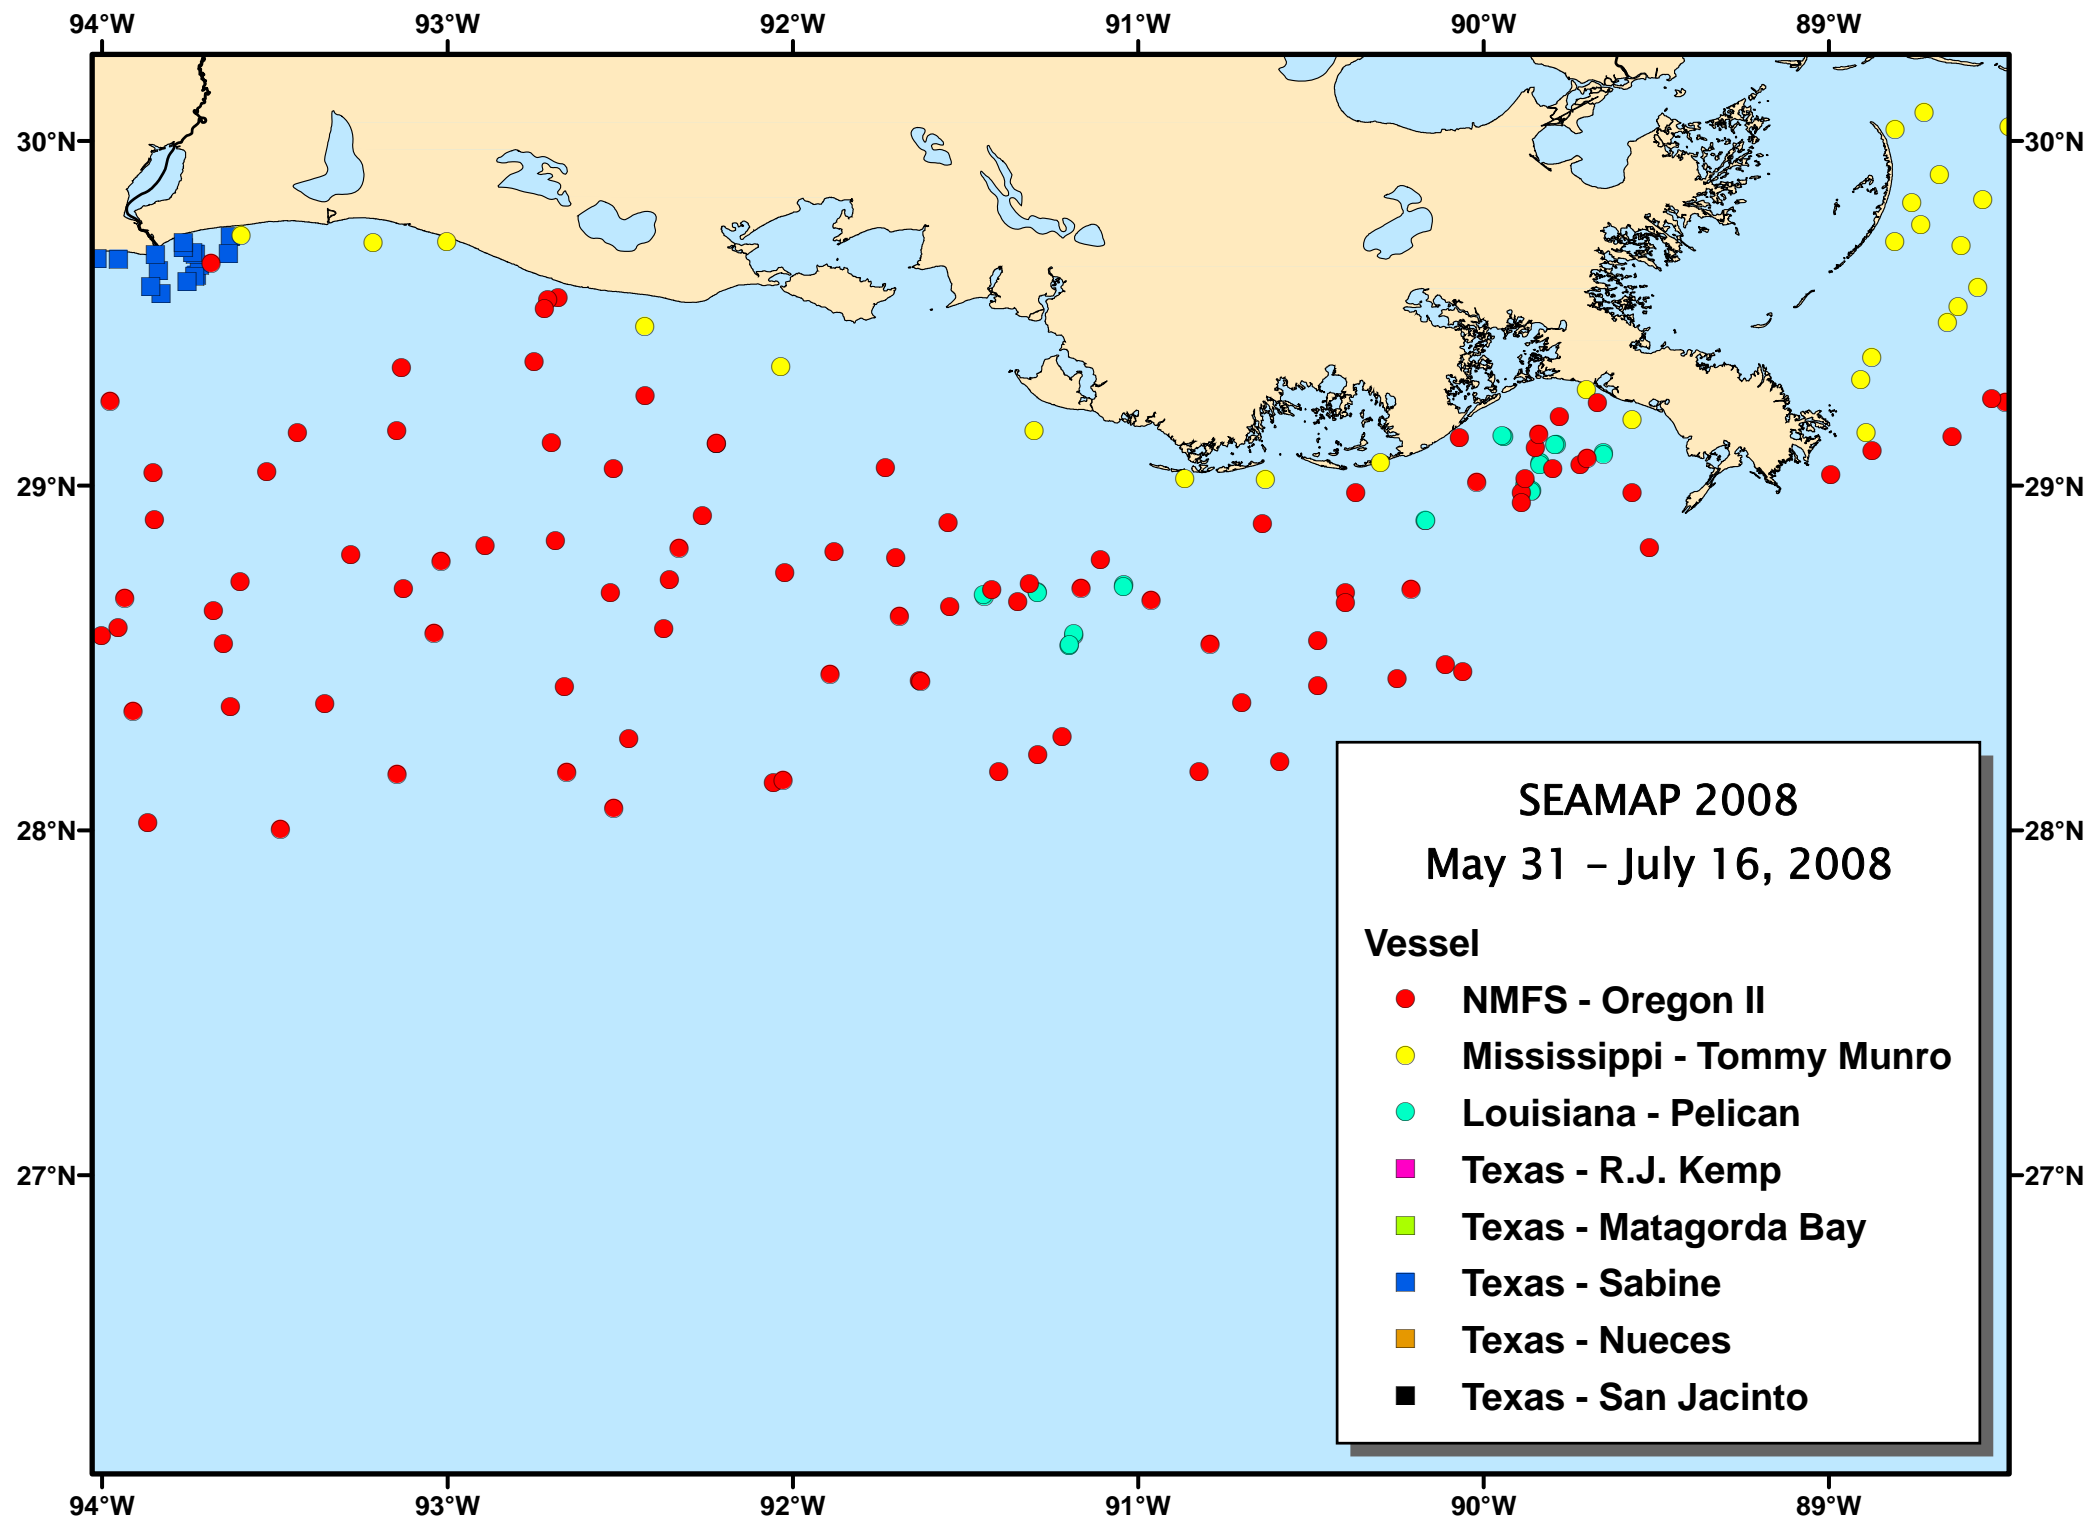 94°W 93°W 92°W 91°W 90°W 89°W
30°N 30°N
29°N 29°N
28°N 28°N
27°N 27°N
SEAMAP 2008
May 31 – July 16, 2008
Vessel
NMFS - Oregon II
Mississippi - Tommy Munro
Louisiana - Pelican
Texas - R.J. Kemp
Texas - Matagorda Bay
Texas - Sabine
Texas - Nueces
Texas - San Jacinto
94°W 93°W 92°W 91°W 90°W 89°W